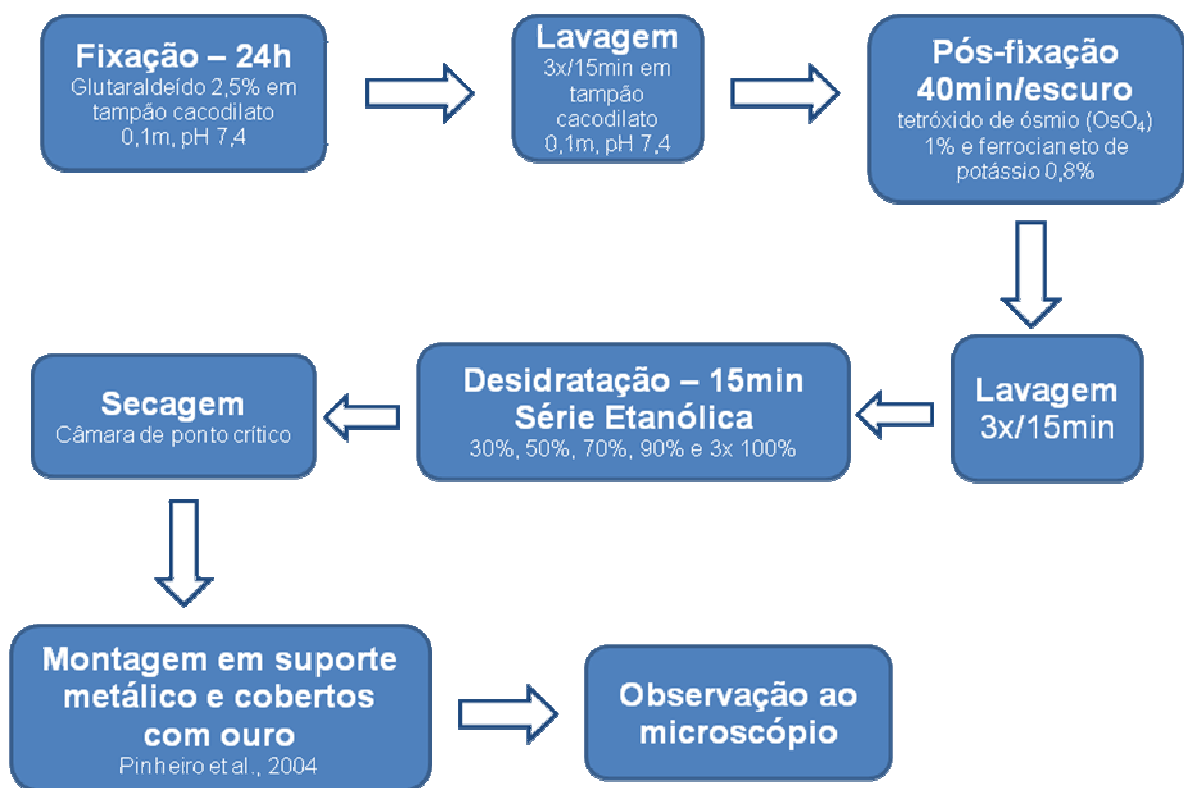 Fixação – 24h
Glutaraldeído 2,5% em
tampão cacodilato
0,1m, pH 7,4
Lavagem
3x/15min em
tampão
cacodilato
0,1m, pH 7,4
Pós-fixação
40min/escuro
tetróxido de ósmio (OsO₄)
1% e ferrocianeto de
potássio 0,8%
Lavagem
3x/15min
Desidratação – 15min
Série Etanólica
30%, 50%, 70%, 90% e 3x 100%
Secagem
Câmara de ponto crítico
Montagem em suporte
metálico e cobertos
com ouro
Pinheiro et al., 2004
Observação ao
microscópio